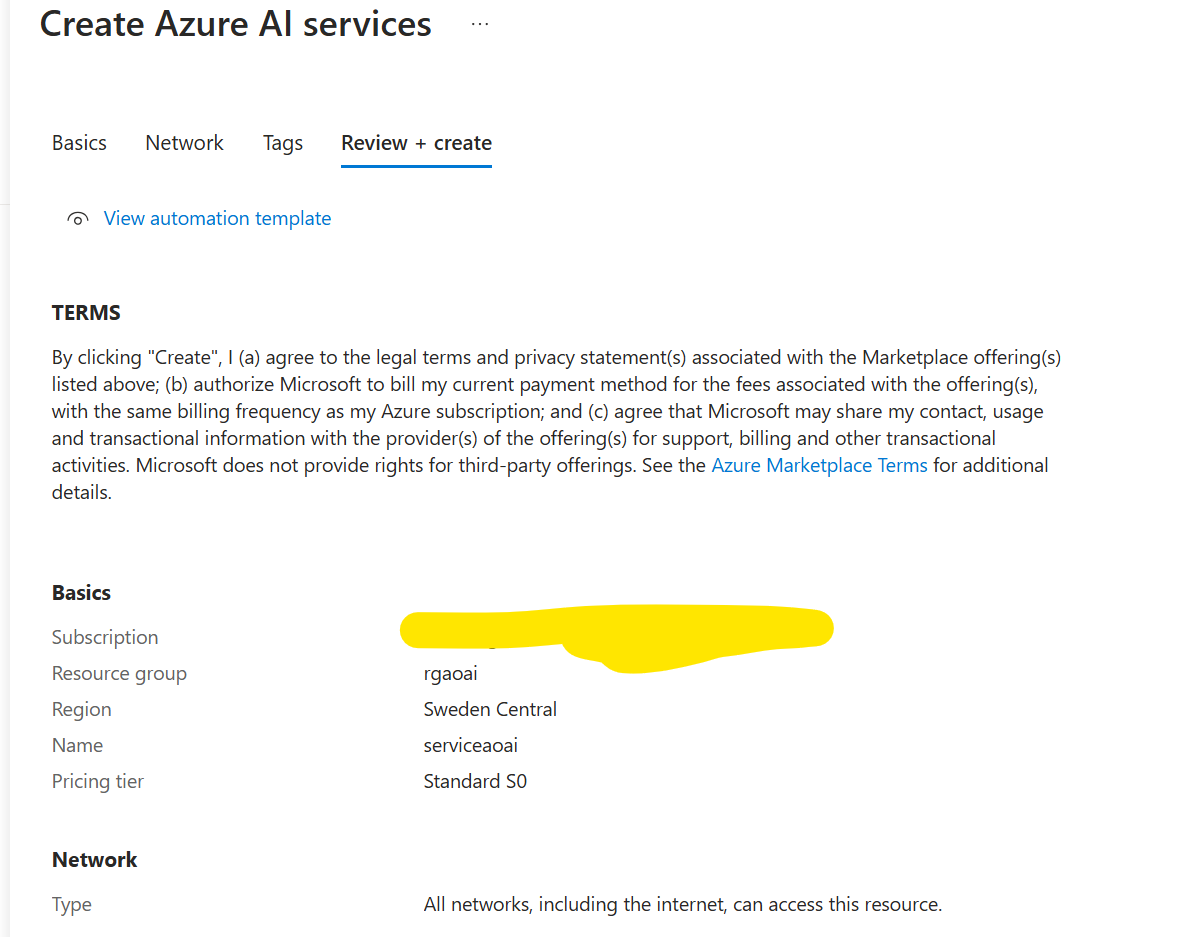 Create Azure AI services ...
Basics Network Tags Review + create
View automation template
TERMS
By clicking "Create", I (a) agree to the legal terms and privacy statement(s) associated with the Marketplace offering(s)
listed above; (b) authorize Microsoft to bill my current payment method for the fees associated with the offering(s),
with the same billing frequency as my Azure subscription; and (c) agree that Microsoft may share my contact, usage
and transactional information with the provider(s) of the offering(s) for support, billing and other transactional
activities. Microsoft does not provide rights for third-party offerings. See the Azure Marketplace Terms for additional
details.
Basics
Subscription
Resource group rgaoai
Region Sweden Central
Name serviceaoai
Pricing tier Standard S0
Network
Type All networks, including the internet, can access this resource.